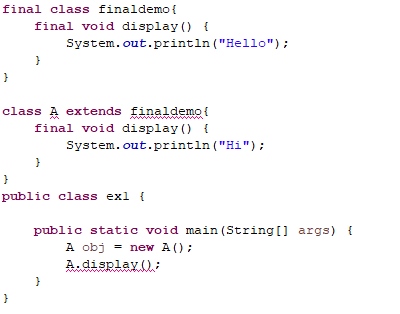 final class finaldemo{
    final void display() {
        System.out.println("Hello");
    }
}

class A extends finaldemo{
    final void display() {
        System.out.println("Hi");
    }
}
public class ex1 {

    public static void main(String[] args) {
        A obj = new A();
        A.display();
    }
}